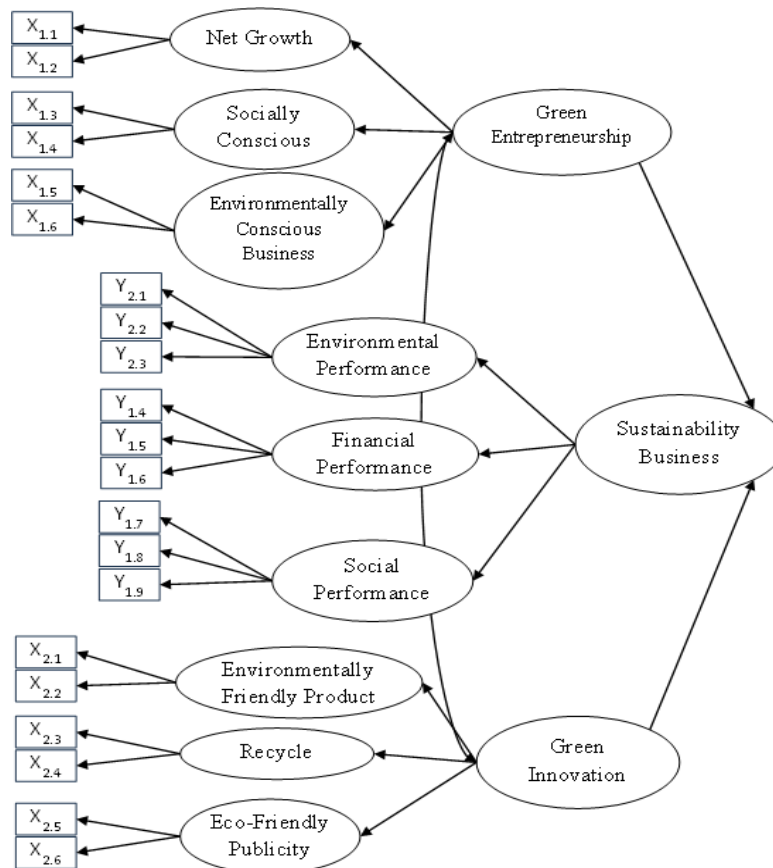 X1.1
X1.2
Net Growth
X1.3
X1.4
Socially
Conscious
Green
Entrepreneurship
X1.5
X1.6
Environmentally
Conscious
Business
Y2.1
Y2.2
Y2.3
Environmental
Performance
Y1.4
Y1.5
Y1.6
Financial
Performance
Sustainability
Business
Y1.7
Y1.8
Y1.9
Social
Performance
X2.1
X2.2
Environmentally
Friendly Product
X2.3
X2.4
Recycle
Green
Innovation
X2.5
X2.6
Eco-Friendly
Publicity